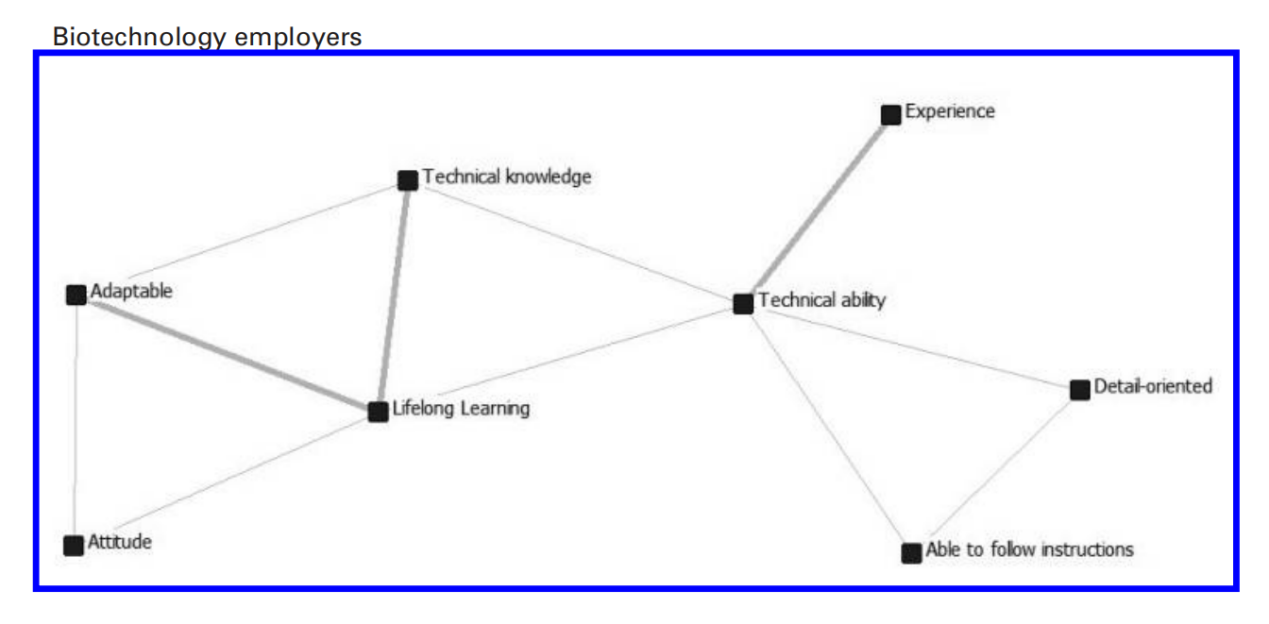 Biotechnology employers
Experience
Technical knowledge
Adaptable
Technical ability
Detail-oriented
Lifelong Learning
Attitude
Able to follow instructions